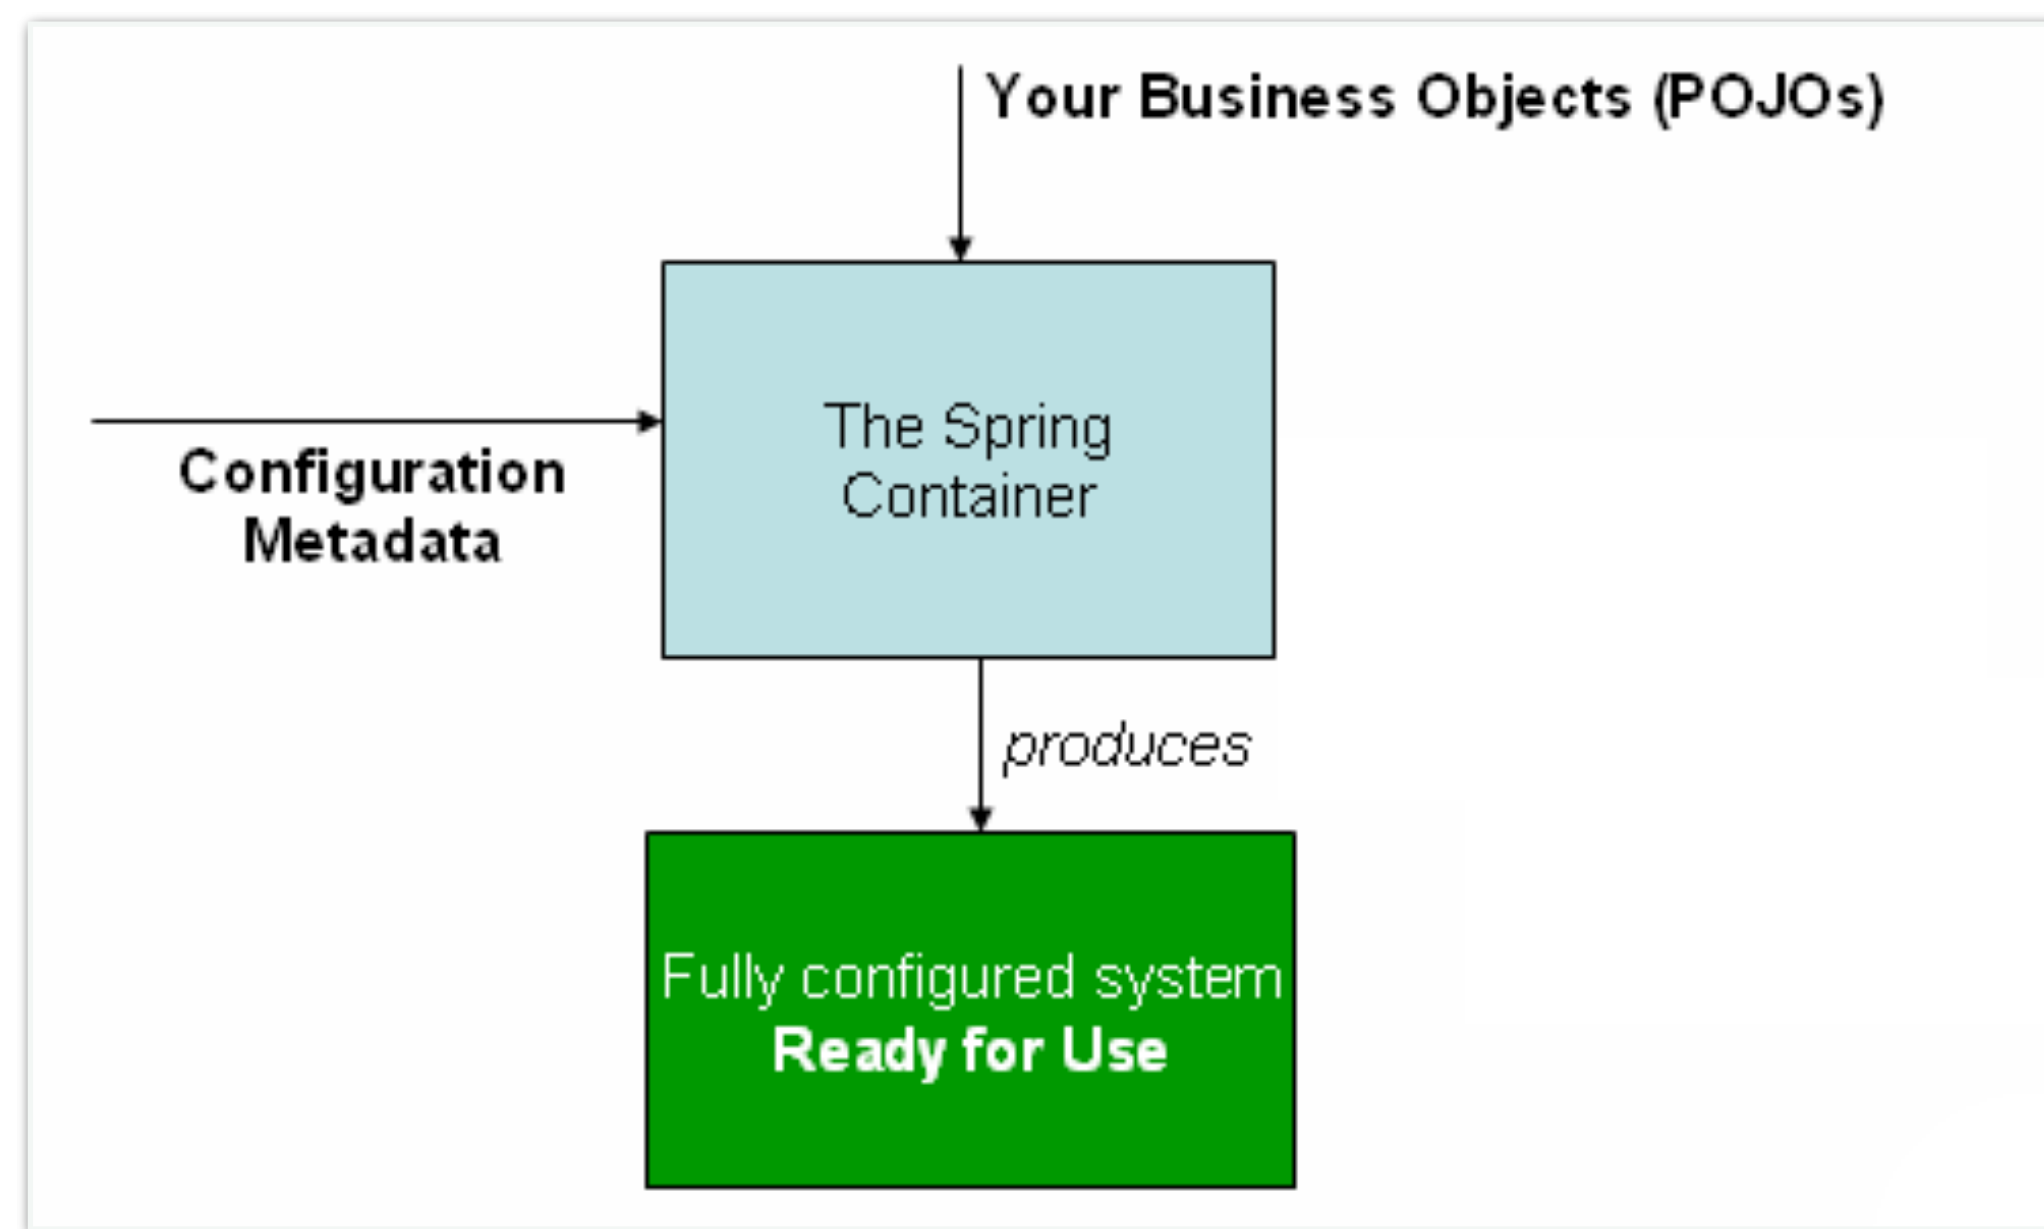 Your Business Objects (POJOs)
Configuration
Metadata
The Spring
Container
produces
Fully configured system
Ready for Use